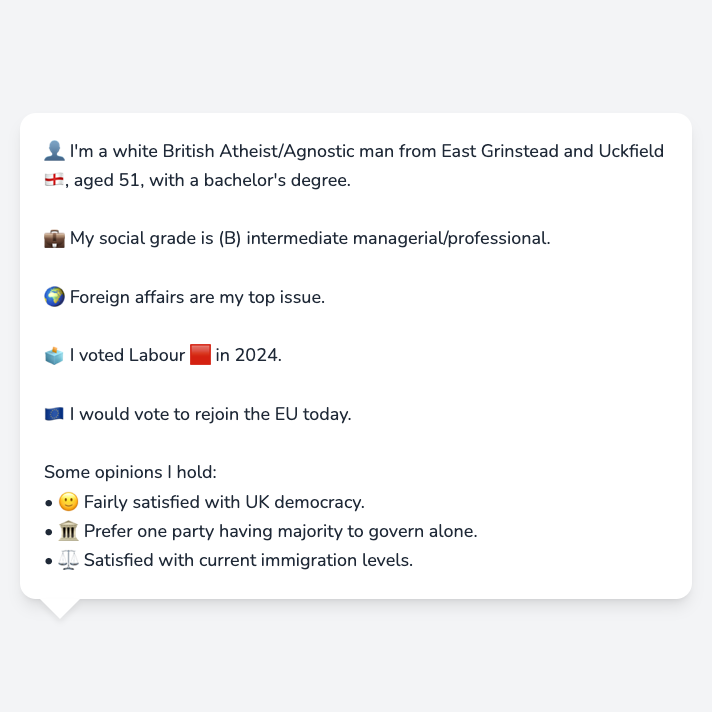 👤 I'm a white British Atheist/Agnostic man from East Grinstead and Uckfield
🏴󠁧󠁢󠁥󠁮󠁧󠁿, aged 51, with a bachelor's degree.
💼 My social grade is (B) intermediate managerial/professional.
🌍 Foreign affairs are my top issue.
🗳️ I voted Labour 🟥 in 2024.
🇪🇺 I would vote to rejoin the EU today.
Some opinions I hold:
• 🙂 Fairly satisfied with UK democracy.
• 🏛️ Prefer one party having majority to govern alone.
• ⚖️ Satisfied with current immigration levels.